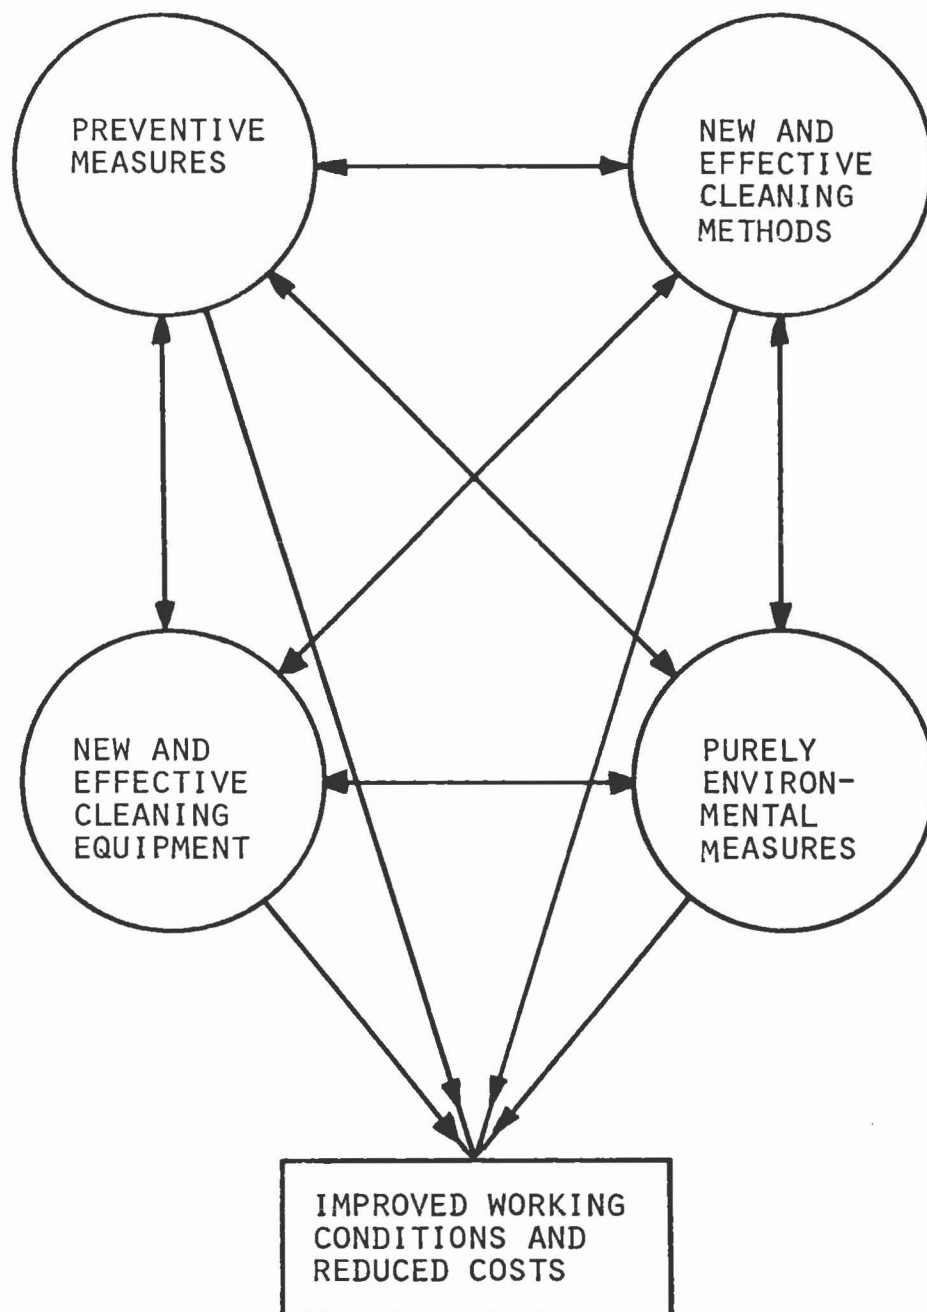 PREVENTIVE
MEASURES
NEW AND
EFFECTIVE
CLEANING
METHODS
NEW AND
EFFECTIVE
CLEANING
EQUIPMENT
PURELY
ENVIRON-
MENTAL
MEASURES
IMPROVED WORKING
CONDITIONS AND
REDUCED COSTS